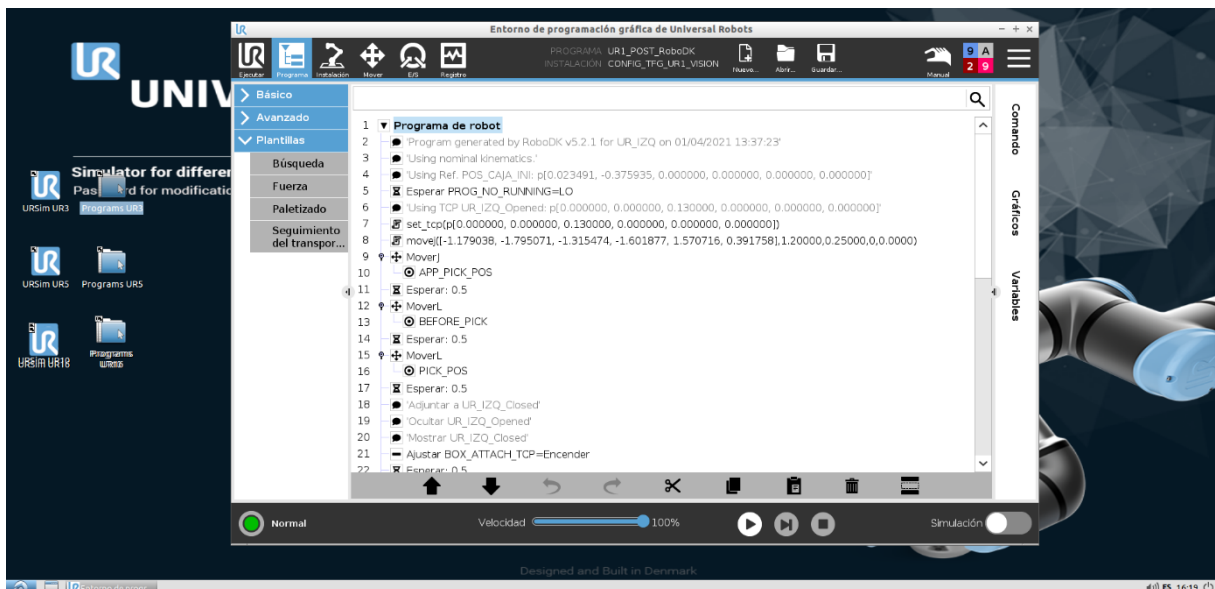 Entorno de programación gráfica de Universal Robots
UR
UNIV
Simulator for differen
Pas rd for modificatio
URSim UR3
Programs UR3
URSim UR5
Programs UR5
Ejecutar
Programa
Instalación
Mover
E/S
Registro
PROGRAMA UR1_POST_RoboDK
INSTALACIÓN CONFIG_TFG_UR1_VISION
Nuevo...
Abrir...
Guardar...
Manual
9 A
2 9
Básico
Avanzado
Plantillas
Búsqueda
Fuerza
Paletizado
Seguimiento
del transpor...
1 Programa de robot
2 'Program generated by RoboDK v5.2.1 for UR_IZQ on 01/04/2021 13:37:23'
3 'Using nominal kinematics.'
4 'Using Ref. POS_CAJA_INI: p[0.023491, -0.375935, 0.000000, 0.000000, 0.000000, 0.000000]'
5 Esperar PROG_NO_RUNNING=LO
6 'Using TCP UR_IZQ_Opened: p[0.000000, 0.000000, 0.130000, 0.000000, 0.000000, 0.000000]'
7 set_tcp(p[0.000000, 0.000000, 0.130000, 0.000000, 0.000000, 0.000000])
8 movej([-1.179038, -1.795071, -1.315474, -1.601877, 1.570716, 0.391758],1.20000,0.25000,0,0.0000)
9 MoverJ
10 APP_PICK_POS
11 Esperar: 0.5
12 MoverL
13 BEFORE_PICK
14 Esperar: 0.5
15 MoverL
16 PICK_POS
17 Esperar: 0.5
18 'Adjuntar a UR_IZQ_Closed'
19 'Ocultar UR_IZQ_Opened'
20 'Mostrar UR_IZQ_Closed'
21 Ajustar BOX_ATTACH_TCP=Encender
22 Esperar: 0.5
Comando
Gráficos
Variables
Normal
Velocidad
100%
Simulación
Designed and Built in Denmark
ES 16:19